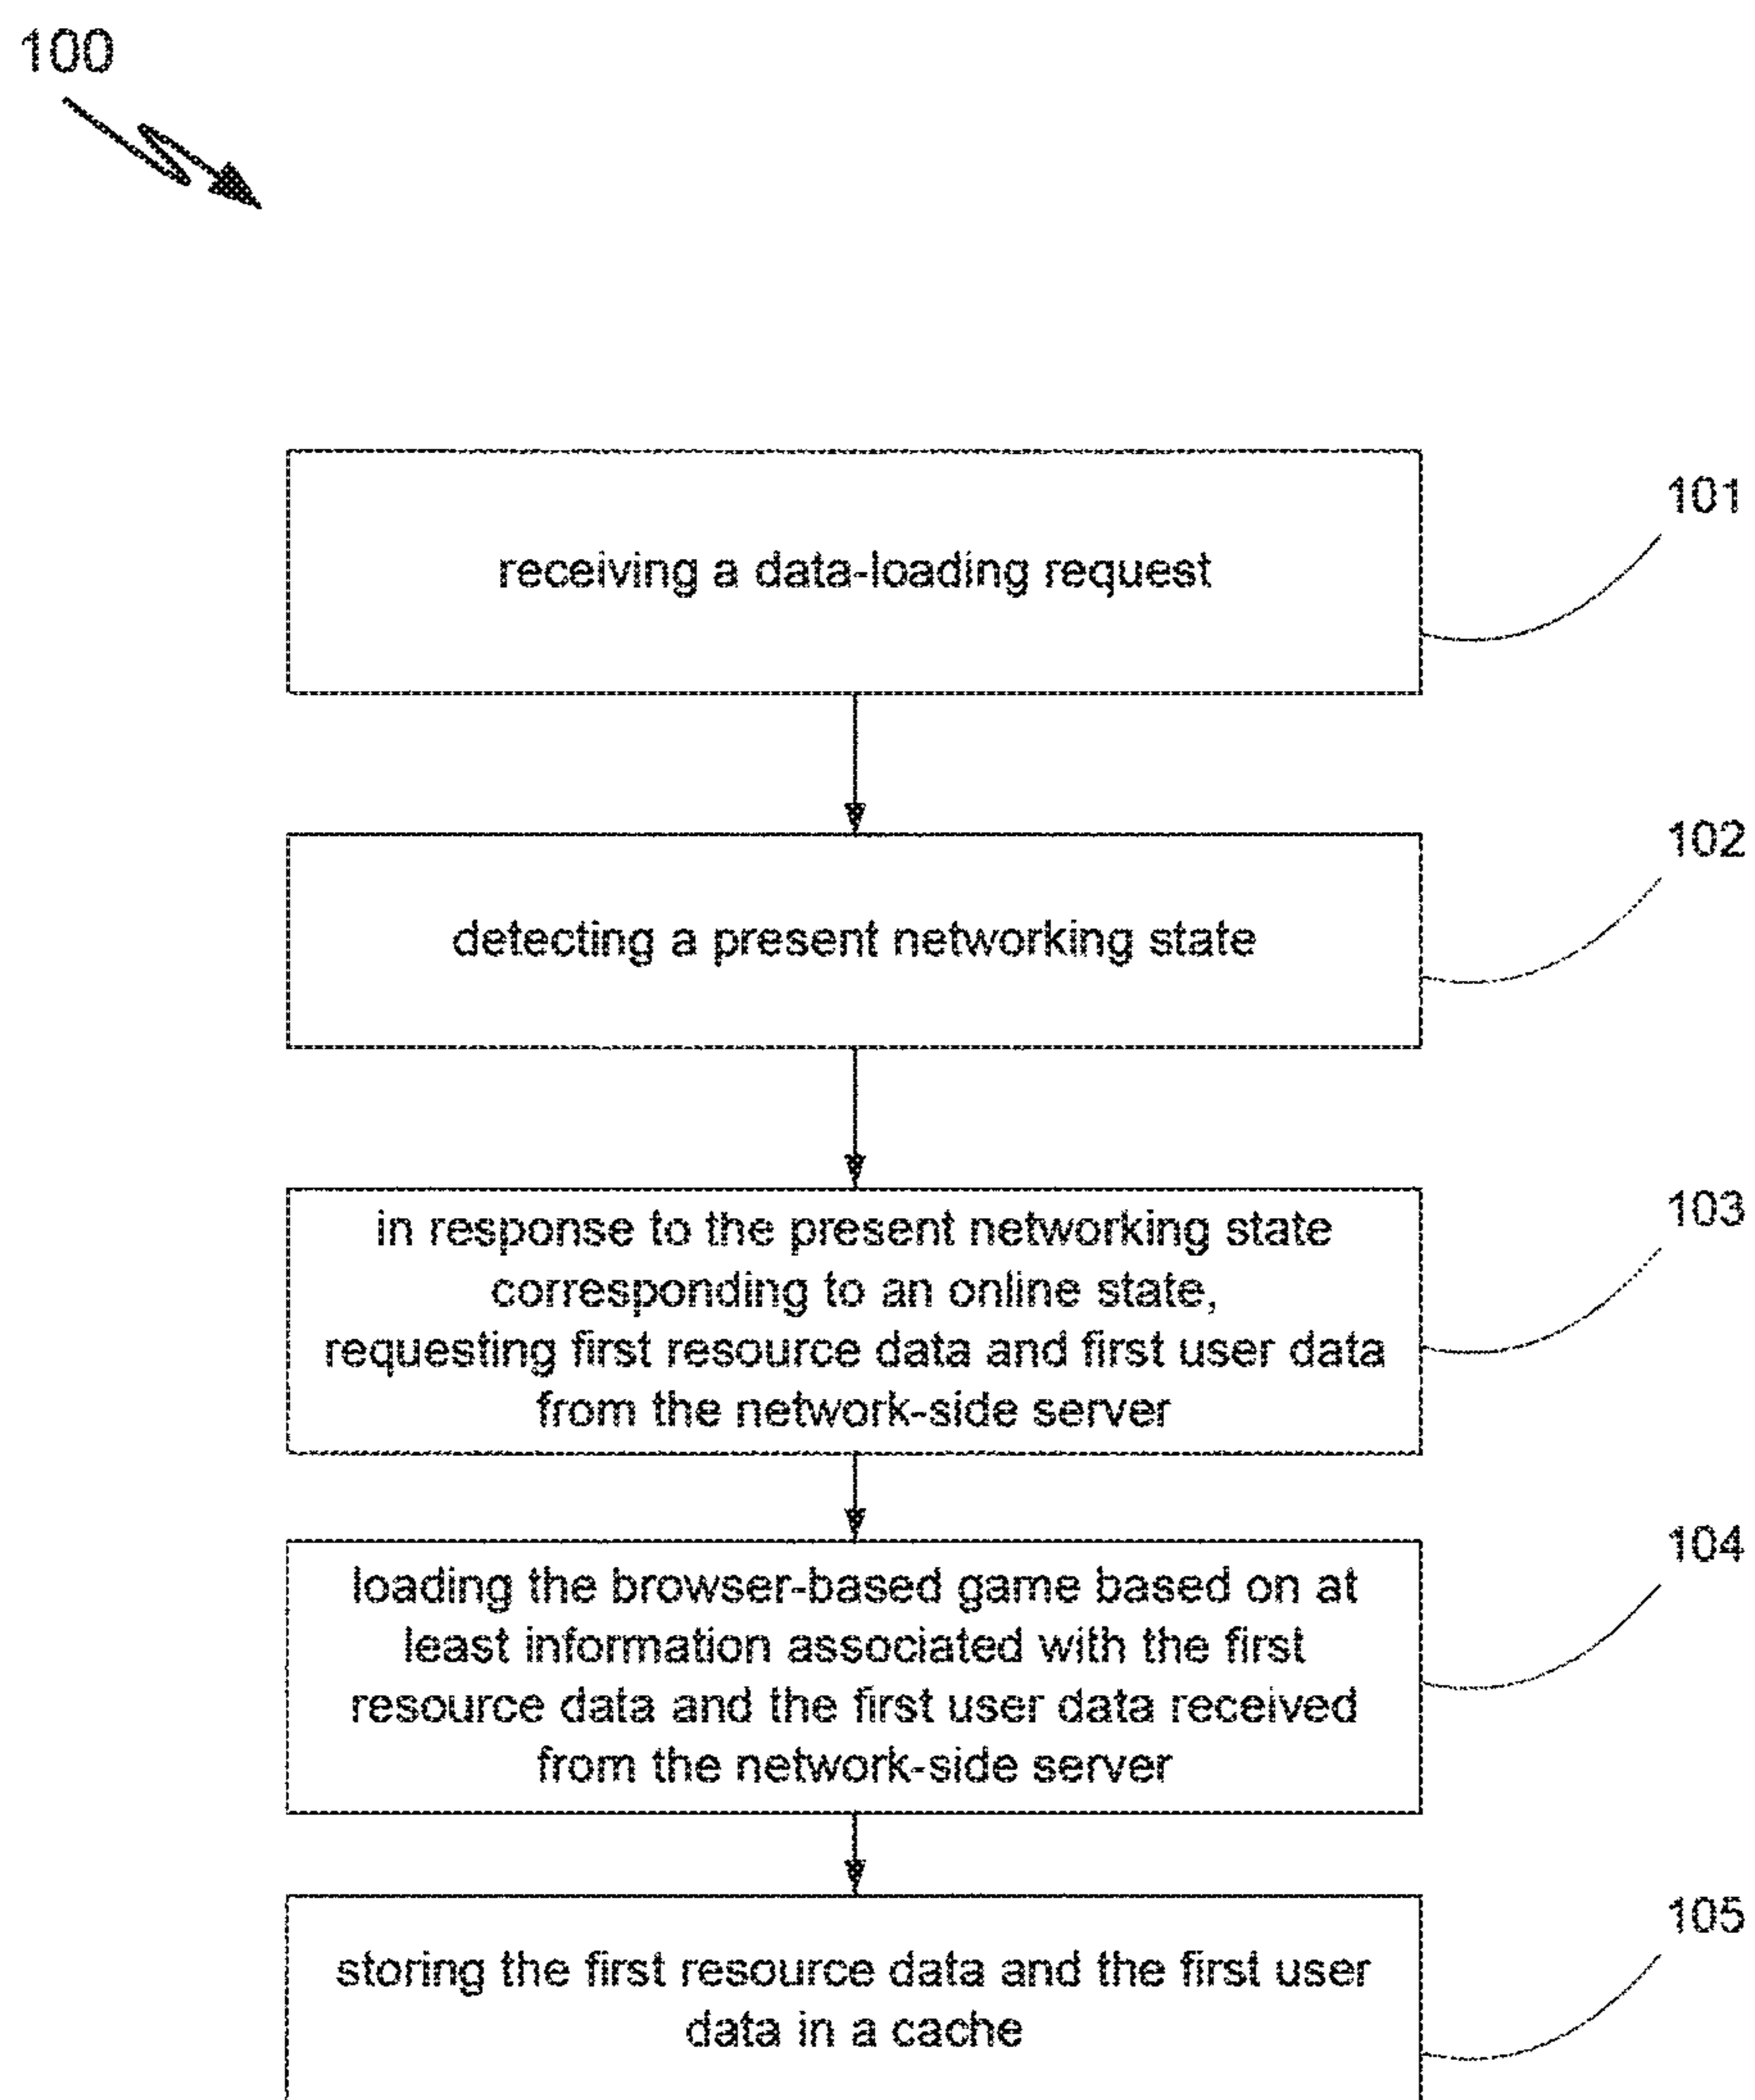 100
receiving a data-loading request
101
detecting a present networking state
102
in response to the present networking state
corresponding to an online state,
requesting first resource data and first user data
from the network-side server
103
loading the browser-based game based on at
least information associated with the first
resource data and the first user data received
from the network-side server
104
storing the first resource data and the first user
data in a cache
105